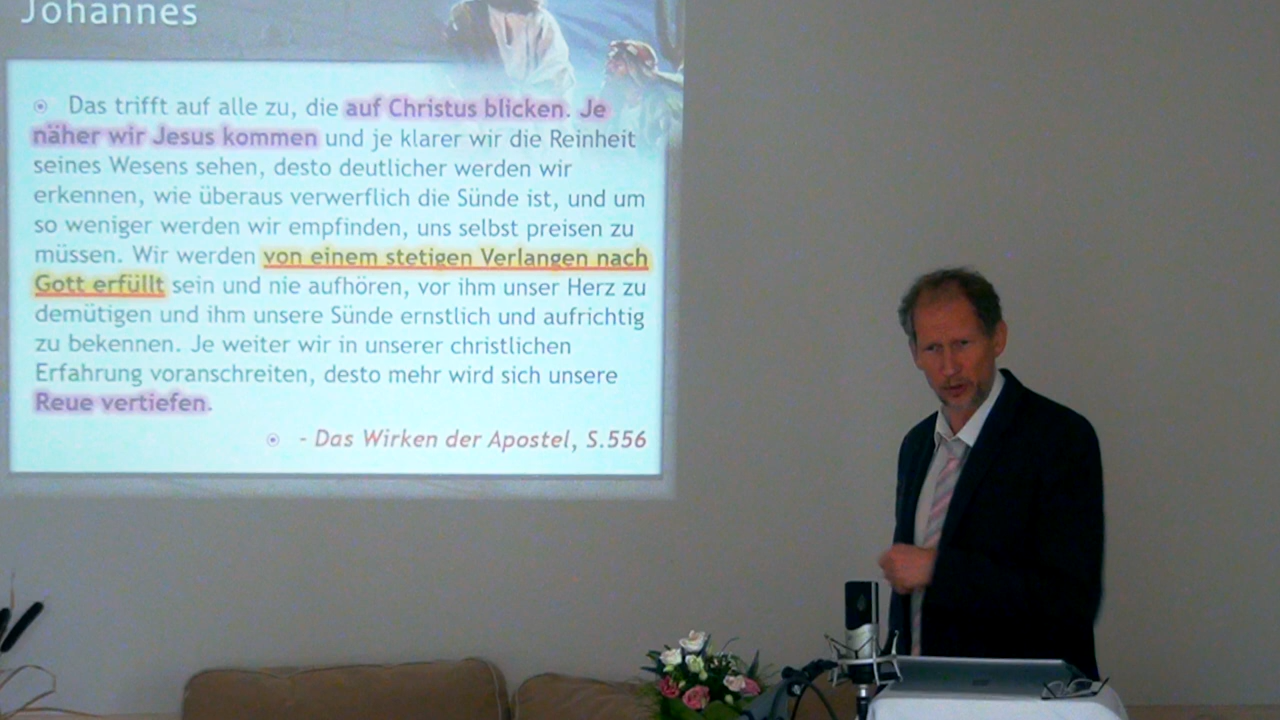 Johannes
Das trifft auf alle zu, die auf Christus blicken. Je
näher wir Jesus kommen und je klarer wir die Reinheit
seines Wesens sehen, desto deutlicher werden wir
erkennen, wie überaus verwerflich die Sünde ist, und um
so weniger werden wir empfinden, uns selbst preisen zu
müssen. Wir werden von einem stetigen Verlangen nach
Gott erfüllt sein und nie aufhören, vor ihm unser Herz zu
demütigen und ihm unsere Sünde ernstlich und aufrichtig
zu bekennen. Je weiter wir in unserer christlichen
Erfahrung voranschreiten, desto mehr wird sich unsere
Reue vertiefen.
- Das Wirken der Apostel, S.556